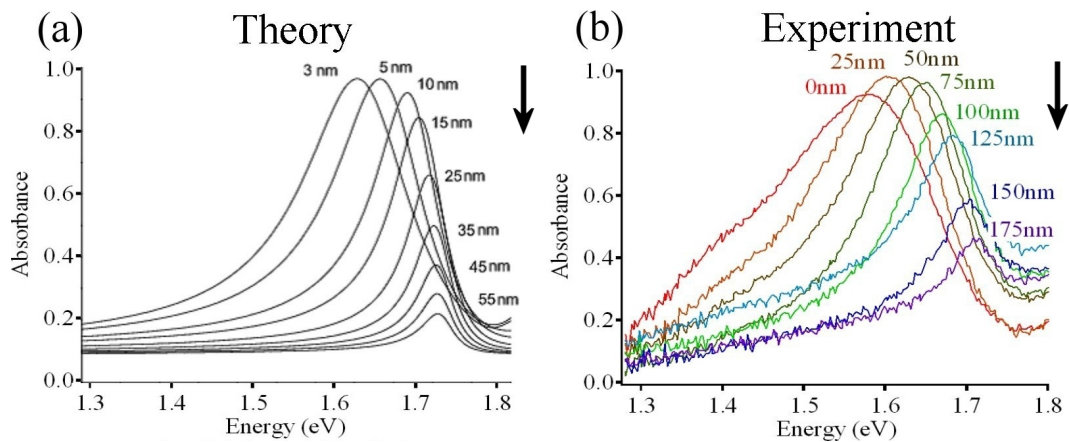 (a) Theory
Absorbance
1.0
0.8
0.6
0.4
0.2
0.0
3 nm
5 nm
10 nm
15 nm
25 nm
35 nm
45 nm
55 nm
1.3 1.4 1.5 1.6 1.7 1.8
Energy (eV)
(b) Experiment
Absorbance
1.0
0.8
0.6
0.4
0.2
0.0
0nm
25nm
50nm
75nm
100nm
125nm
150nm
175nm
1.3 1.4 1.5 1.6 1.7 1.8
Energy (eV)